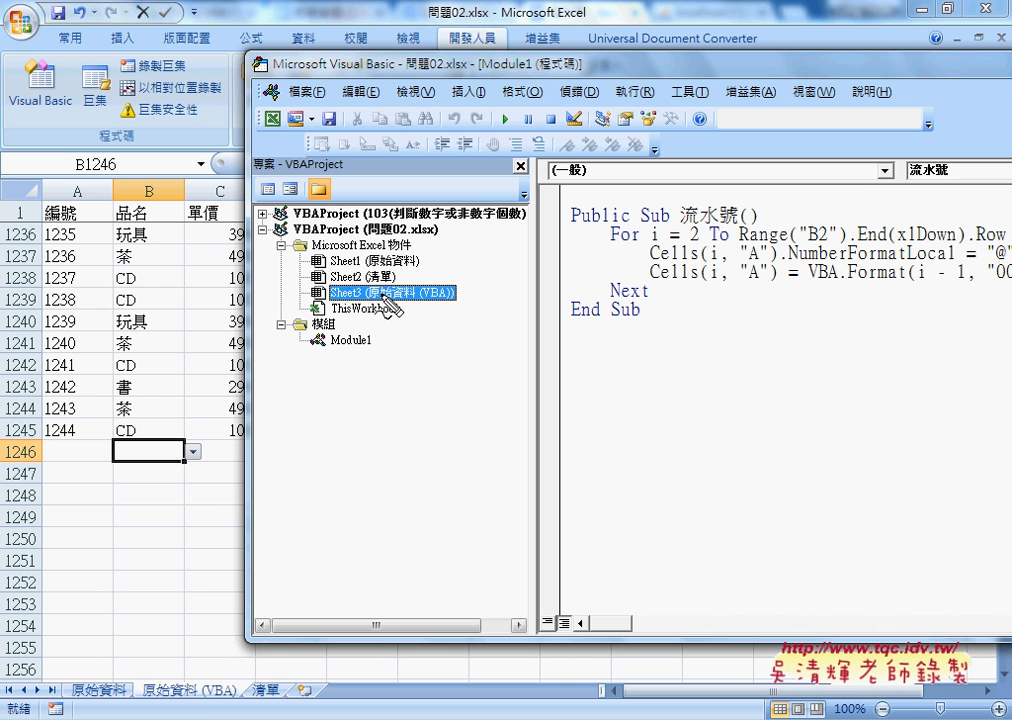 問題02.xlsx - Microsoft Excel
常用 插入 版面配置 公式 資料 校閱 檢視 開發人員 增益集 Universal Document Converter
Visual Basic 巨集 錄製巨集
以相對位置錄製
巨集安全性
程式碼
B1246
A B C
1 編號 品名 單價
1236 1235 玩具 39
1237 1236 茶 49
1238 1237 CD 10
1239 1238 CD 10
1240 1239 玩具 39
1241 1240 茶 49
1242 1241 CD 10
1243 1242 書 29
1244 1243 茶 49
1245 1244 CD 10
1246
1247
1248
1249
1250
1251
1252
1253
1254
1255
1256
原始資料 原始資料 (VBA) 清單
就緒 100%
Microsoft Visual Basic - 問題02.xlsx - [Module1 (程式碼)]
檔案(F) 編輯(E) 檢視(V) 插入(I) 格式(O) 偵錯(D) 執行(R) 工具(T) 增益集(A) 視窗(W) 說明(H)
專案 - VBAProject
VBAProject (103(判斷數字或非數字個數)
VBAProject (問題02.xlsx)
Microsoft Excel 物件
Sheet1 (原始資料)
Sheet2 (清單)
Sheet3 (原始資料 (VBA))
模組
Module1
(一般) 流水號
Public Sub 流水號()
For i = 2 To Range("B2").End(xlDown).Row
Cells(i, "A").NumberFormatLocal = "@"
Cells(i, "A") = VBA.Format(i - 1, "00
Next
End Sub
http://www.tqc.idv.tw/
吳清輝老師錄製